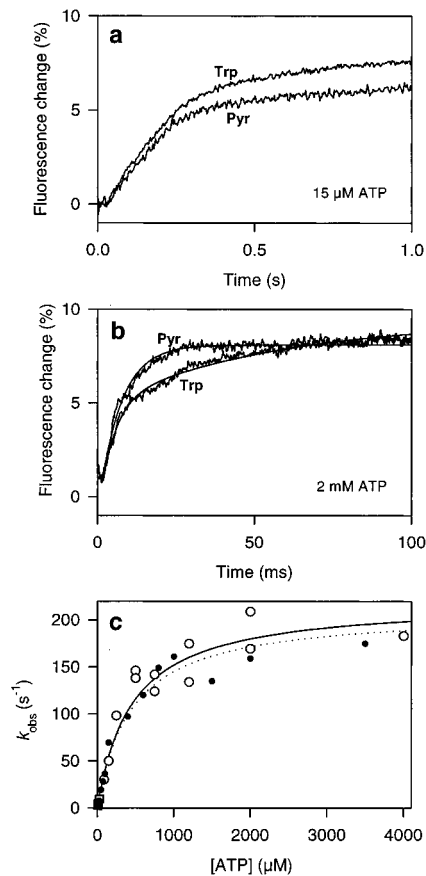 10
a
Trp
Fluorescence change (%)
5
Pyr
0
15 µM ATP
0.0
0.5
1.0
Time (s)
10
b
Pyr
Fluorescence change (%)
5
Trp
0
2 mM ATP
0
50
100
Time (ms)
c
200
150
k_obs (s⁻¹)
100
50
0
0
1000
2000
3000
4000
[ATP] (µM)